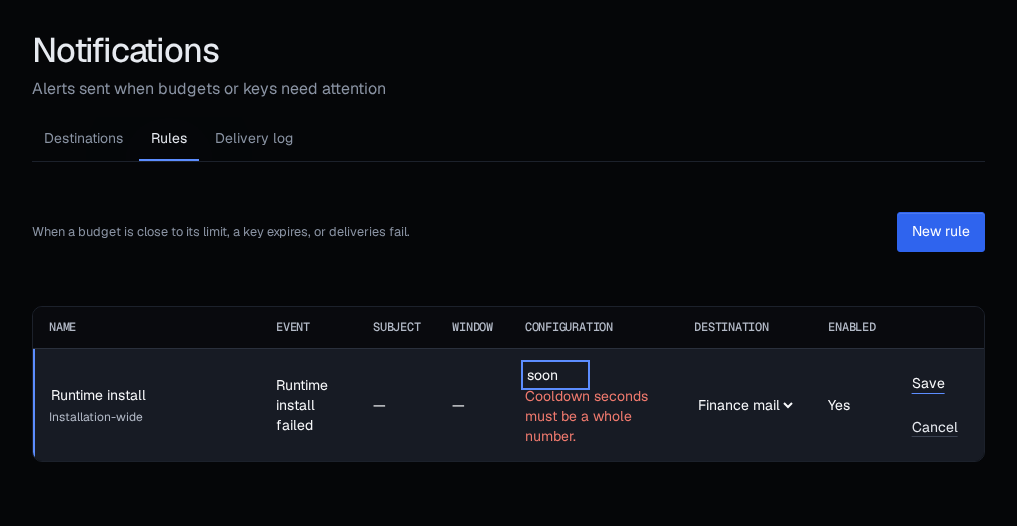 Notifications
Alerts sent when budgets or keys need attention
Destinations Rules Delivery log
When a budget is close to its limit, a key expires, or deliveries fail.
New rule
NAME EVENT SUBJECT WINDOW CONFIGURATION DESTINATION ENABLED
Runtime install
Installation-wide
Runtime
install
failed
—
—
soon
Cooldown seconds
must be a whole
number.
Finance mail
Yes
Save
Cancel